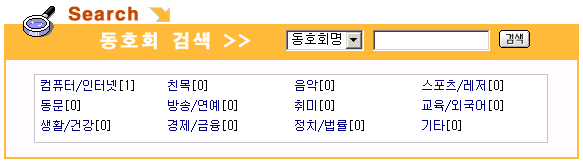 Search
동호회 검색 >> 동호회명 검색
컴퓨터/인터넷[1] 친목[0] 음악[0] 스포츠/레저[0]
동문[0] 방송/연예[0] 취미[0] 교육/외국어[0]
생활/건강[0] 경제/금융[0] 정치/법률[0] 기타[0]